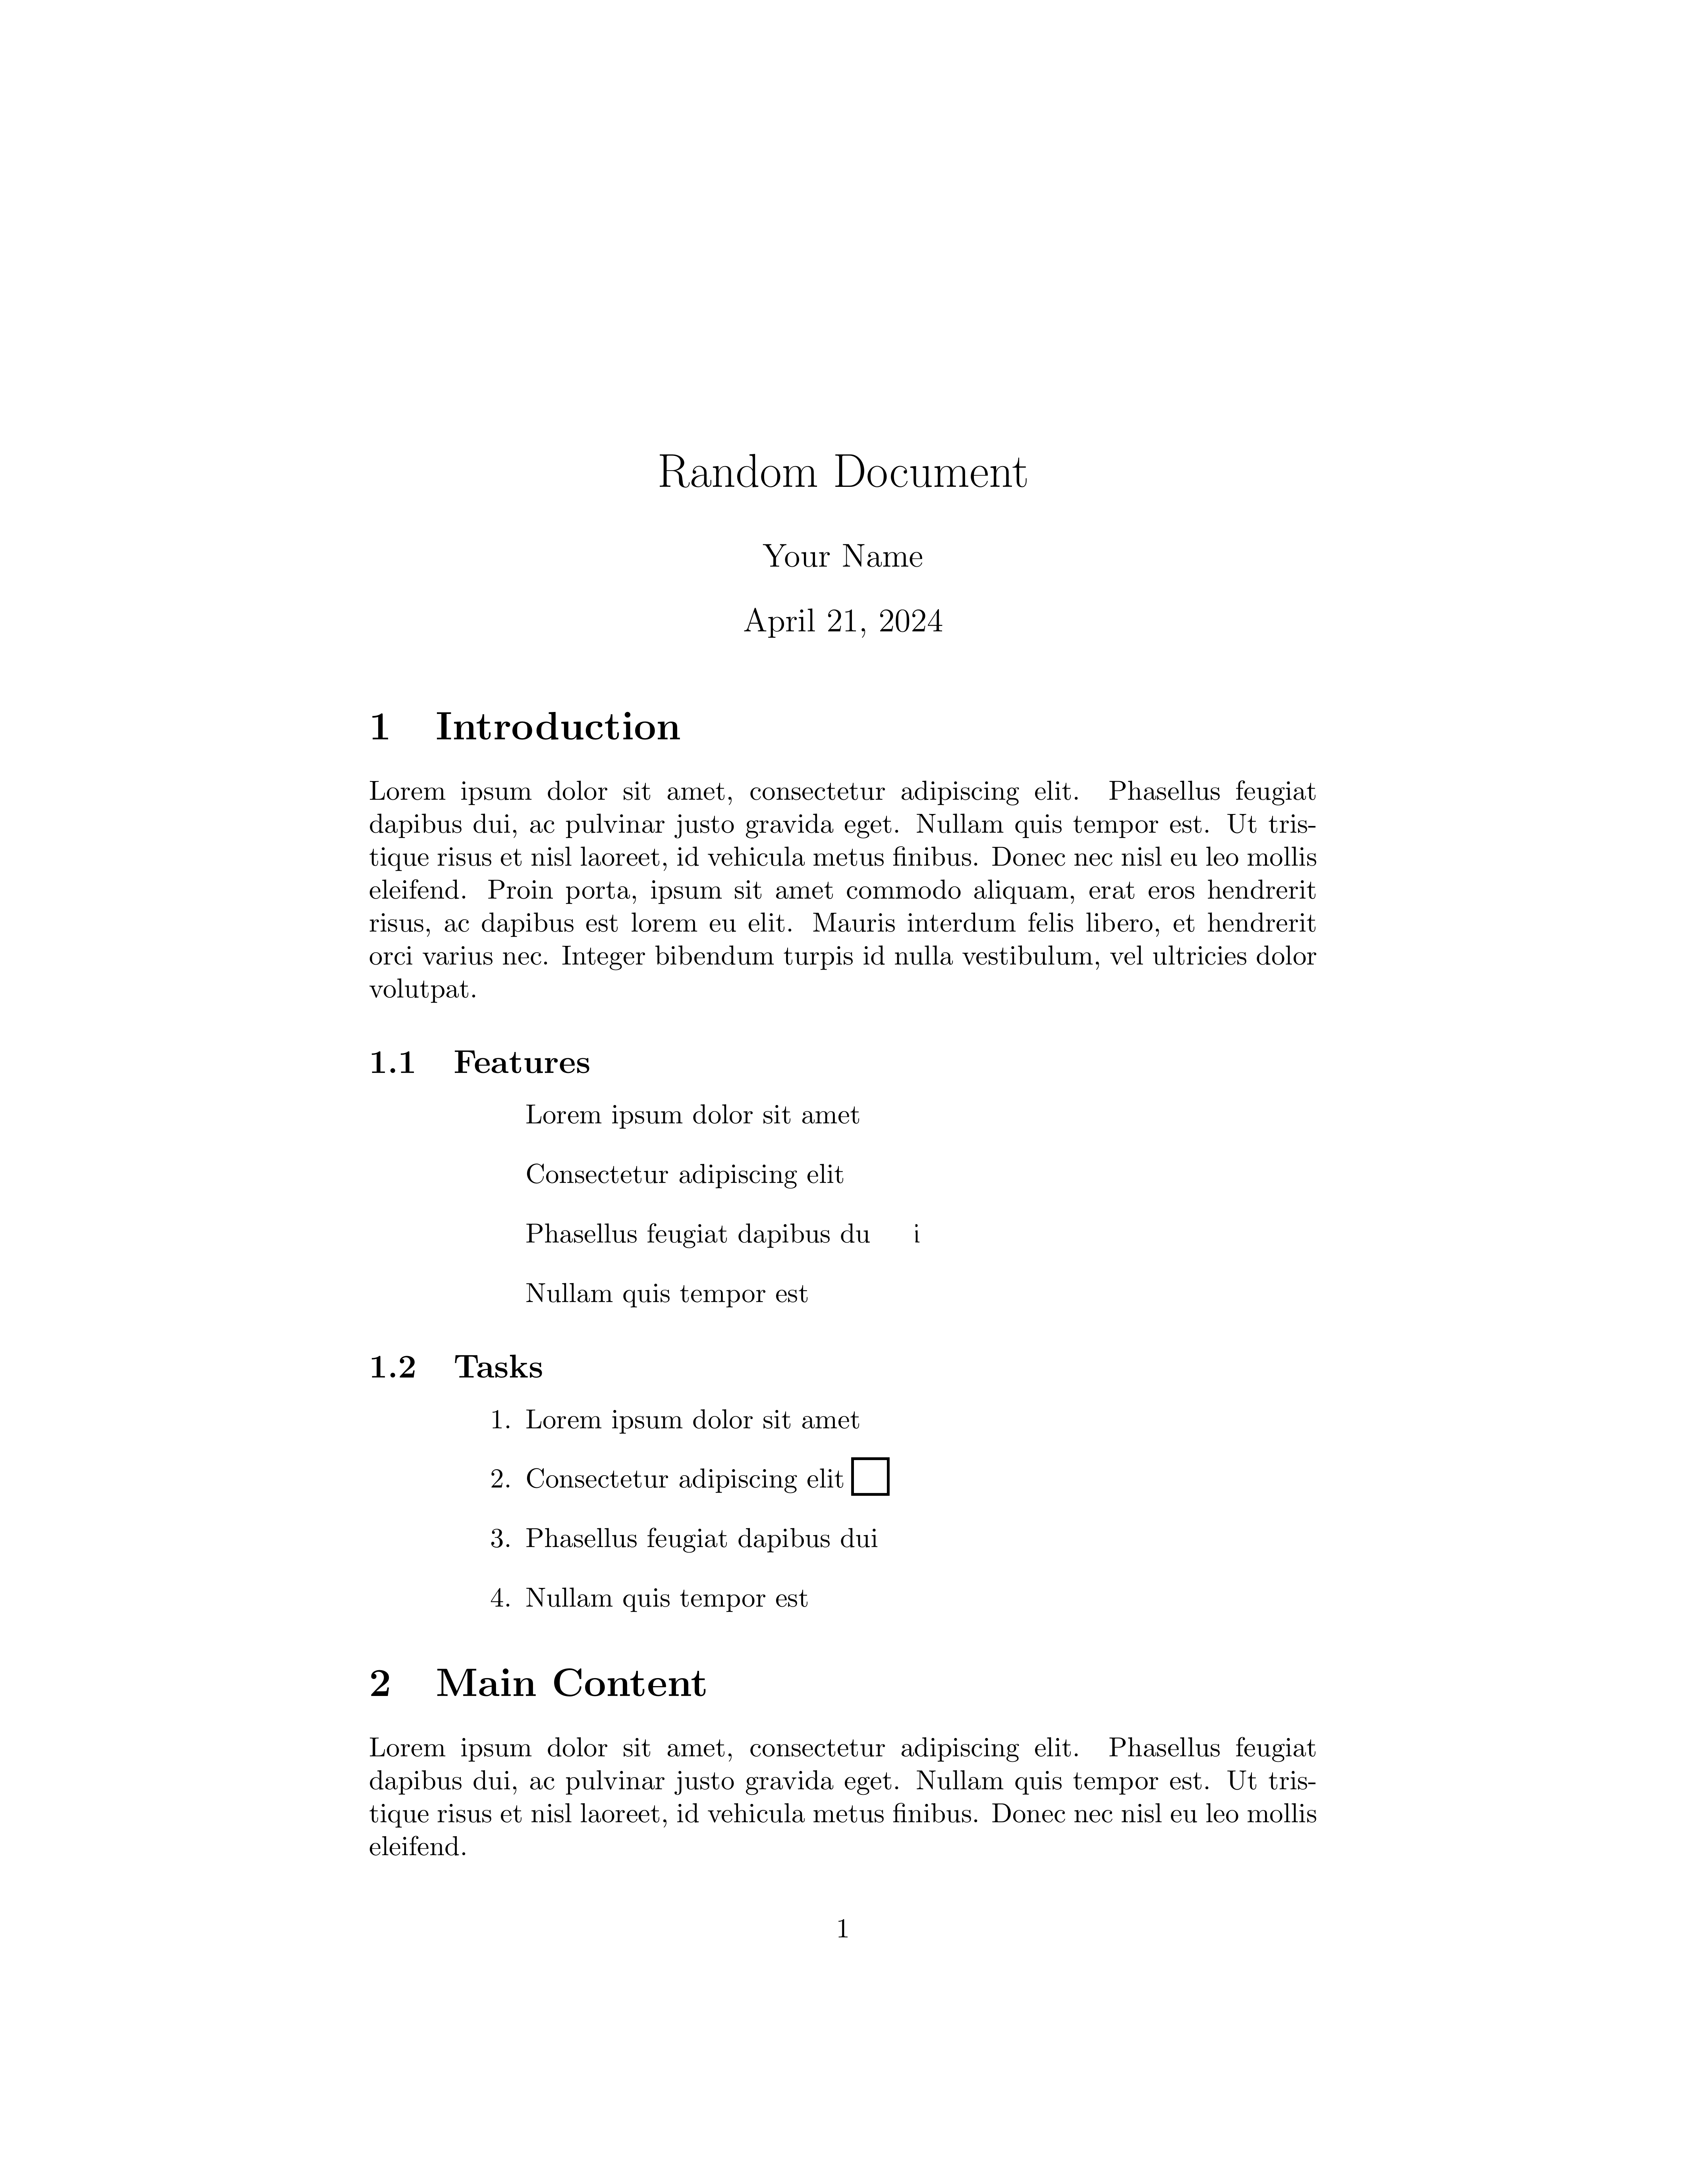 Random Document
Your Name
April 21, 2024
1 Introduction
Lorem ipsum dolor sit amet, consectetur adipiscing elit. Phasellus feugiat
dapibus dui, ac pulvinar justo gravida eget. Nullam quis tempor est. Ut tris-
tique risus et nisl laoreet, id vehicula metus finibus. Donec nec nisl eu leo mollis
eleifend. Proin porta, ipsum sit amet commodo aliquam, erat eros hendrerit
risus, ac dapibus est lorem eu elit. Mauris interdum felis libero, et hendrerit
orci varius nec. Integer bibendum turpis id nulla vestibulum, vel ultricies dolor
volutpat.
1.1 Features
Lorem ipsum dolor sit amet
Consectetur adipiscing elit
Phasellus feugiat dapibus du i
Nullam quis tempor est
1.2 Tasks
1. Lorem ipsum dolor sit amet
2. Consectetur adipiscing elit
3. Phasellus feugiat dapibus dui
4. Nullam quis tempor est
2 Main Content
Lorem ipsum dolor sit amet, consectetur adipiscing elit. Phasellus feugiat
dapibus dui, ac pulvinar justo gravida eget. Nullam quis tempor est. Ut tris-
tique risus et nisl laoreet, id vehicula metus finibus. Donec nec nisl eu leo mollis
eleifend.
1